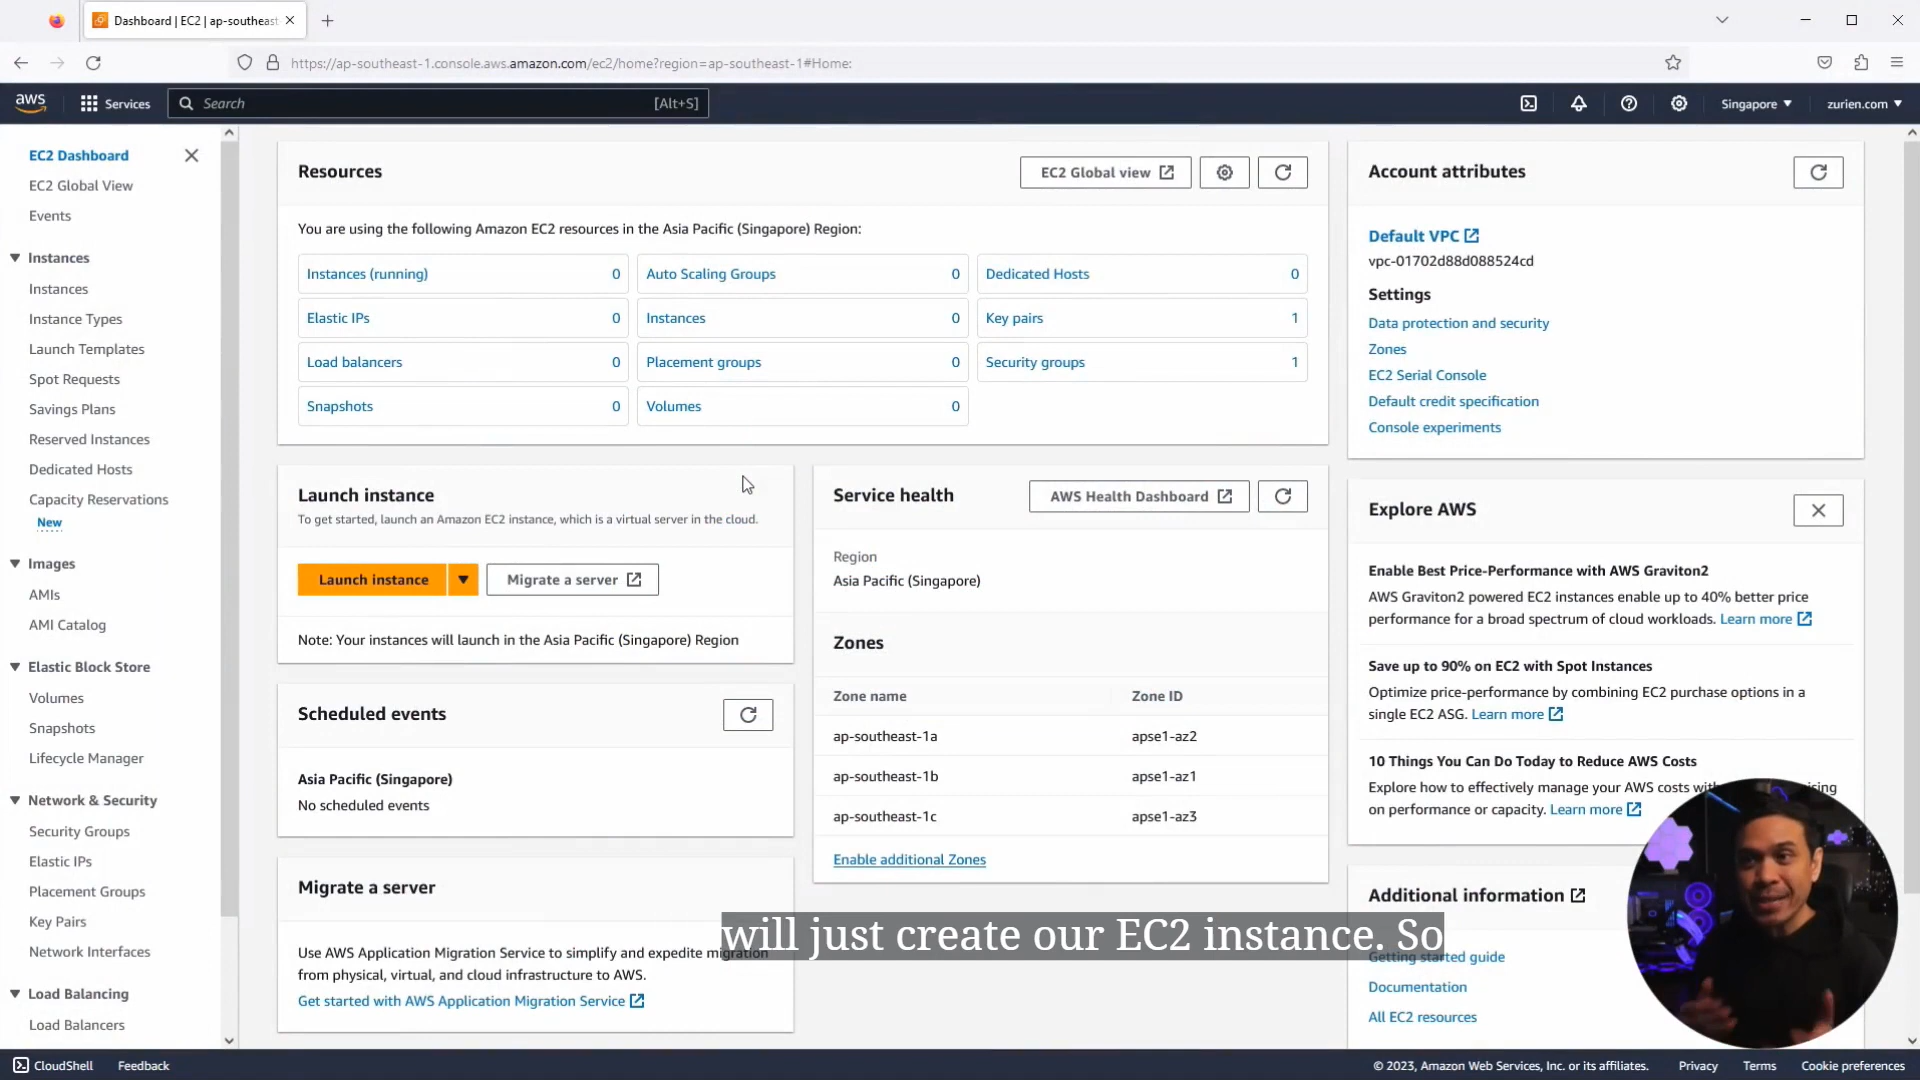 Dashboard | EC2 | ap-southeast
https://ap-southeast-1.console.aws.amazon.com/ec2/home?region=ap-southeast-1#Home:
aws
Services
Search
[Alt+S]
Singapore
zurien.com
EC2 Dashboard
EC2 Global View
Events
Instances
Instances
Instance Types
Launch Templates
Spot Requests
Savings Plans
Reserved Instances
Dedicated Hosts
Capacity Reservations
New
Images
AMIs
AMI Catalog
Elastic Block Store
Volumes
Snapshots
Lifecycle Manager
Network & Security
Security Groups
Elastic IPs
Placement Groups
Key Pairs
Network Interfaces
Load Balancing
Load Balancers
Resources
EC2 Global view
You are using the following Amazon EC2 resources in the Asia Pacific (Singapore) Region:
Instances (running) 0
Auto Scaling Groups 0
Dedicated Hosts 0
Elastic IPs 0
Instances 0
Key pairs 1
Load balancers 0
Placement groups 0
Security groups 1
Snapshots 0
Volumes 0
Launch instance
To get started, launch an Amazon EC2 instance, which is a virtual server in the cloud.
Launch instance
Migrate a server
Note: Your instances will launch in the Asia Pacific (Singapore) Region
Scheduled events
Asia Pacific (Singapore)
No scheduled events
Migrate a server
Use AWS Application Migration Service to simplify and expedite migration
from physical, virtual, and cloud infrastructure to AWS.
Get started with AWS Application Migration Service
Service health
AWS Health Dashboard
Region
Asia Pacific (Singapore)
Zones
Zone name Zone ID
ap-southeast-1a apse1-az2
ap-southeast-1b apse1-az1
ap-southeast-1c apse1-az3
Enable additional Zones
Account attributes
Default VPC
vpc-01702d88d088524cd
Settings
Data protection and security
Zones
EC2 Serial Console
Default credit specification
Console experiments
Explore AWS
Enable Best Price-Performance with AWS Graviton2
AWS Graviton2 powered EC2 instances enable up to 40% better price
performance for a broad spectrum of cloud workloads. Learn more
Save up to 90% on EC2 with Spot Instances
Optimize price-performance by combining EC2 purchase options in a
single EC2 ASG. Learn more
10 Things You Can Do Today to Reduce AWS Costs
Explore how to effectively manage your AWS costs
on performance or capacity. Learn more
Additional information
Getting started guide
Documentation
All EC2 resources
will just create our EC2 instance. So
CloudShell
Feedback
© 2023, Amazon Web Services, Inc. or its affiliates.
Privacy
Terms
Cookie preferences